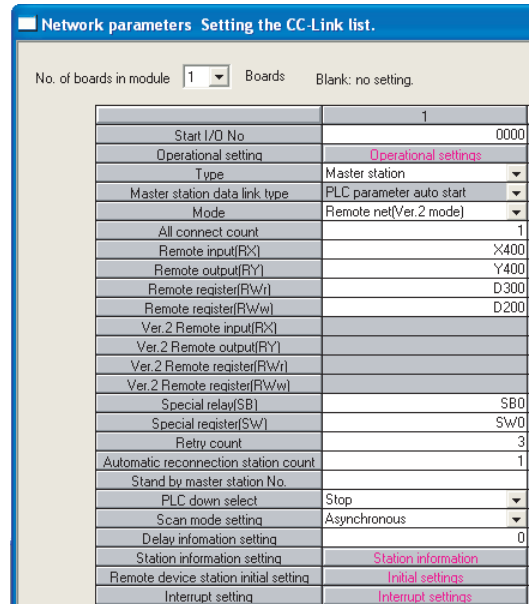 Network parameters Setting the CC-Link list.
No. of boards in module 1 Boards Blank: no setting.
1
Start I/O No 0000
Operational setting Operational settings
Type Master station
Master station data link type PLC parameter auto start
Mode Remote net(Ver.2 mode)
All connect count 1
Remote input(RX) X400
Remote output(RY) Y400
Remote register(RWr) D300
Remote register(RWw) D200
Ver.2 Remote input(RX)
Ver.2 Remote output(RY)
Ver.2 Remote register(RWr)
Ver.2 Remote register(RWw)
Special relay(SB) SB0
Special register(SW) SW0
Retry count 3
Automatic reconnection station count 1
Stand by master station No.
PLC down select Stop
Scan mode setting Asynchronous
Delay infomation setting 0
Station information setting Station information
Remote device station initial setting Initial settings
Interrupt setting Interrupt settings